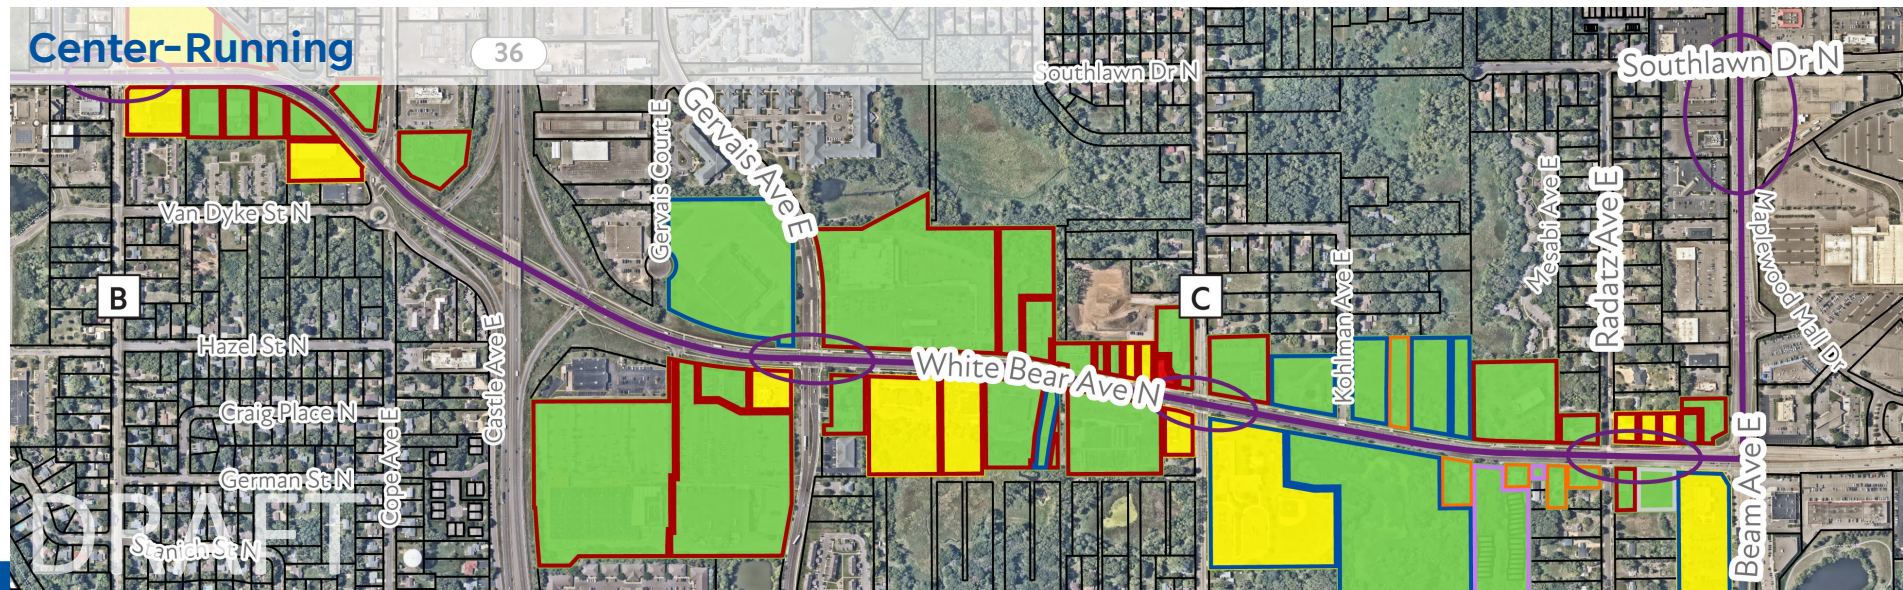 Center-Running
36
Southlawn Dr N
Southlawn Dr N
Gervais Court E
Gervais Ave E
Van Dyke St N
Mesabi Ave E
Radatz Ave E
Maplewood Mall Dr
B
C
Kohlman Ave E
Hazel St N
Castle Ave E
White Bear Ave N
Craig Place N
Cope Ave E
German St N
Beam Ave E
DRAFT
Stanich St N